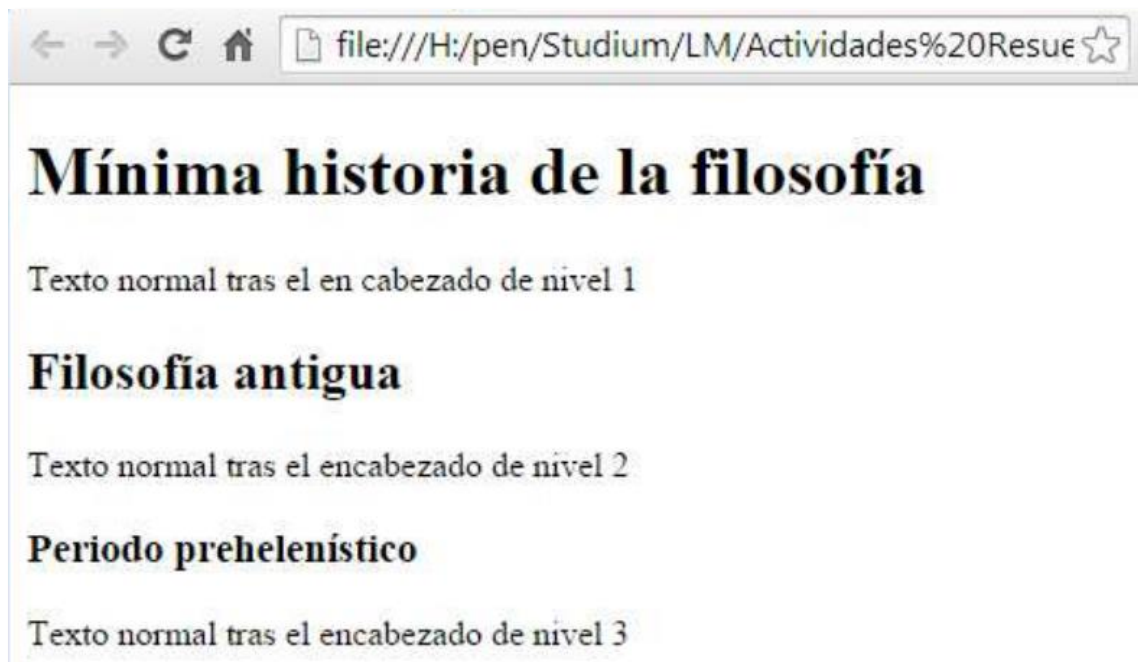 file:///H:/pen/Studium/LM/Actividades%20Resue
Mínima historia de la filosofía
Texto normal tras el en cabezado de nivel 1
Filosofía antigua
Texto normal tras el encabezado de nivel 2
Periodo prehelenístico
Texto normal tras el encabezado de nivel 3